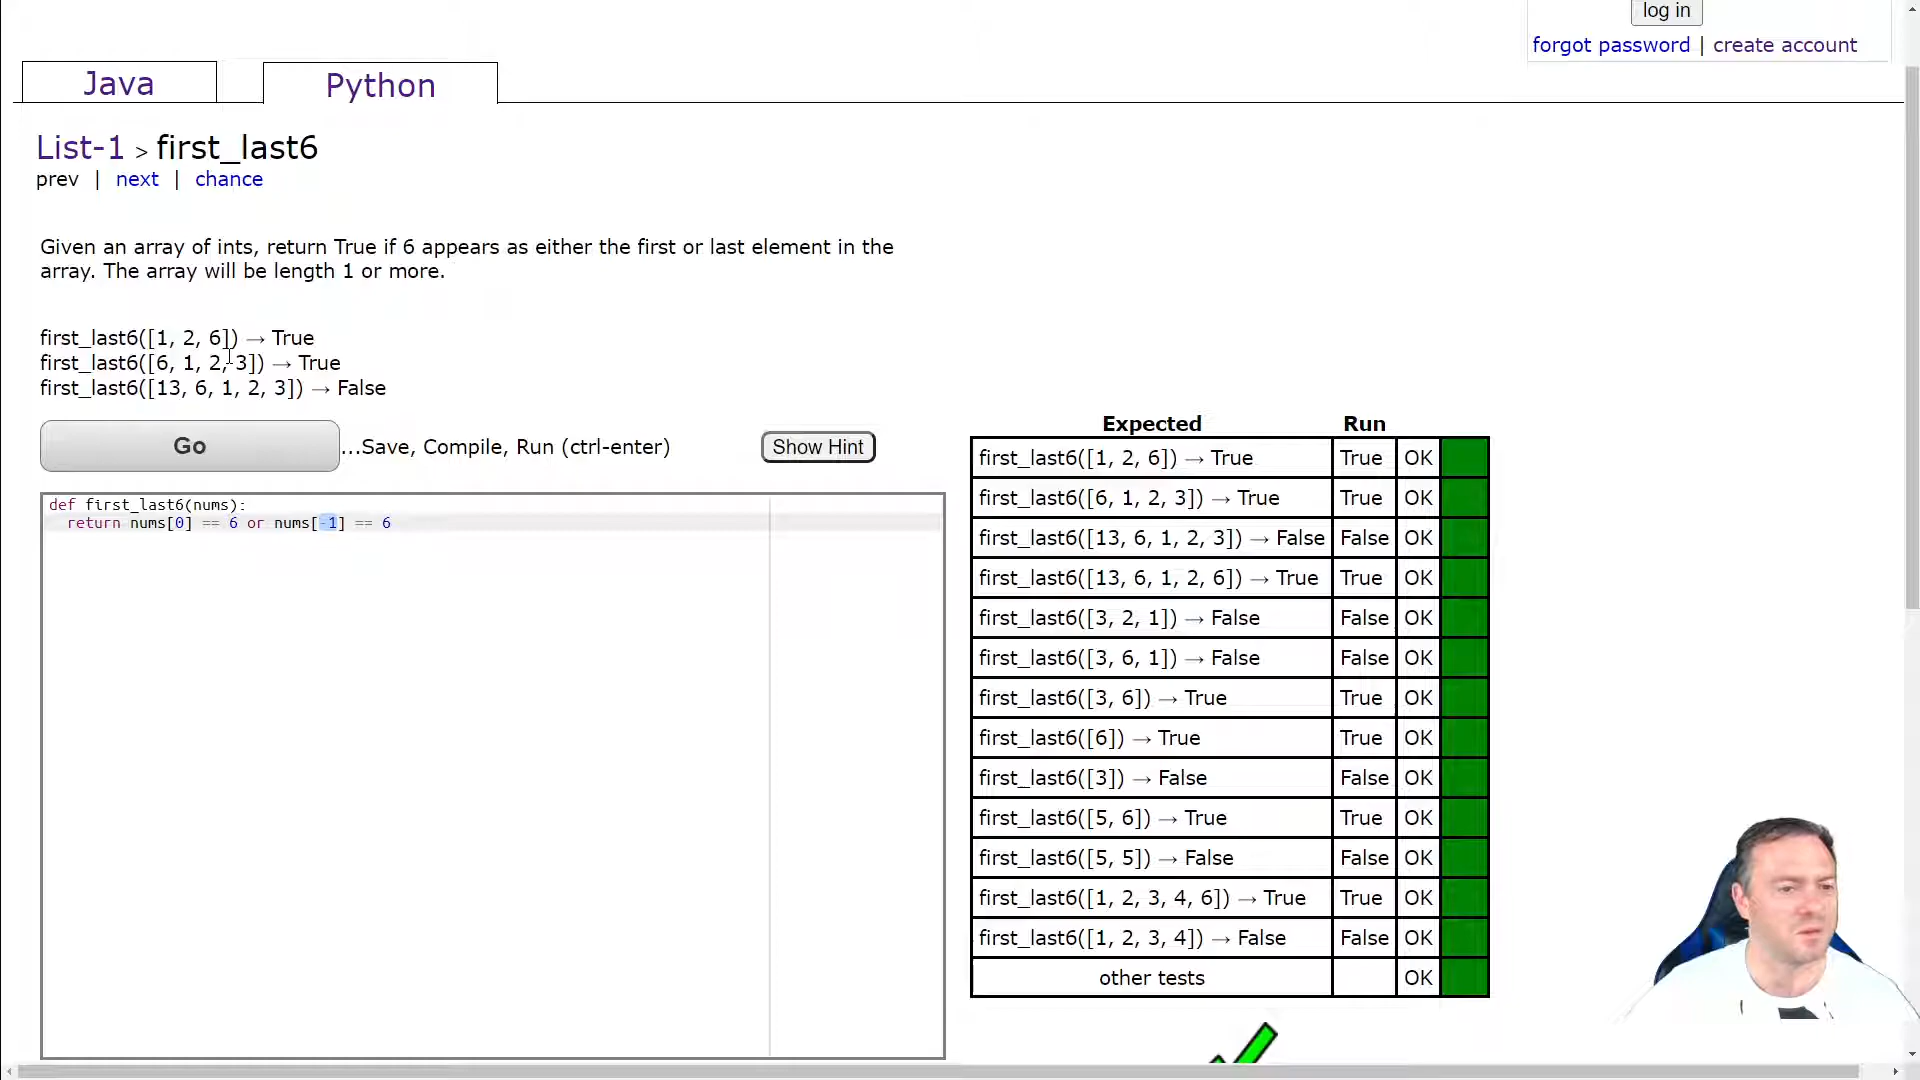 log in
forgot password | create account
Java
Python
List-1 > first_last6
prev | next | chance
Given an array of ints, return True if 6 appears as either the first or last element in the
array. The array will be length 1 or more.
first_last6([1, 2, 6]) → True
first_last6([6, 1, 2, 3]) → True
first_last6([13, 6, 1, 2, 3]) → False
Go
...Save, Compile, Run (ctrl-enter)
Show Hint
def first_last6(nums):
return nums[0] == 6 or nums[-1] == 6
Expected Run
first_last6([1, 2, 6]) → True True OK
first_last6([6, 1, 2, 3]) → True True OK
first_last6([13, 6, 1, 2, 3]) → False False OK
first_last6([13, 6, 1, 2, 6]) → True True OK
first_last6([3, 2, 1]) → False False OK
first_last6([3, 6, 1]) → False False OK
first_last6([3, 6]) → True True OK
first_last6([6]) → True True OK
first_last6([3]) → False False OK
first_last6([5, 6]) → True True OK
first_last6([5, 5]) → False False OK
first_last6([1, 2, 3, 4, 6]) → True True OK
first_last6([1, 2, 3, 4]) → False False OK
other tests OK